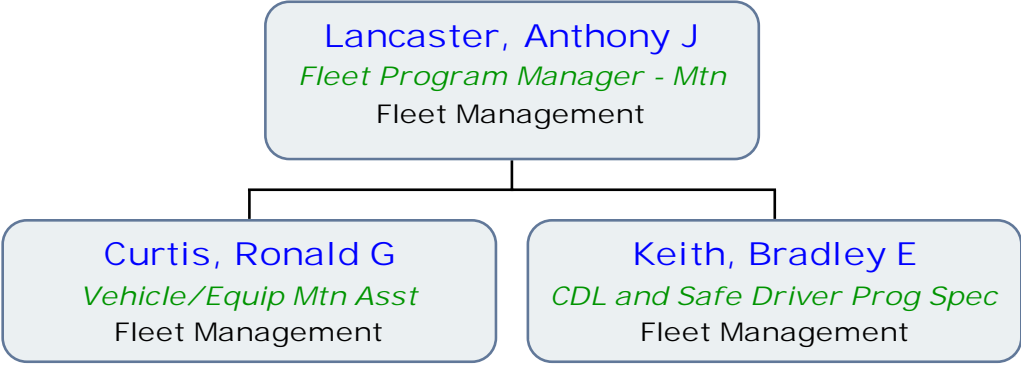 Lancaster, Anthony J
Fleet Program Manager - Mtn
Fleet Management
Curtis, Ronald G
Vehicle/Equip Mtn Asst
Fleet Management
Keith, Bradley E
CDL and Safe Driver Prog Spec
Fleet Management